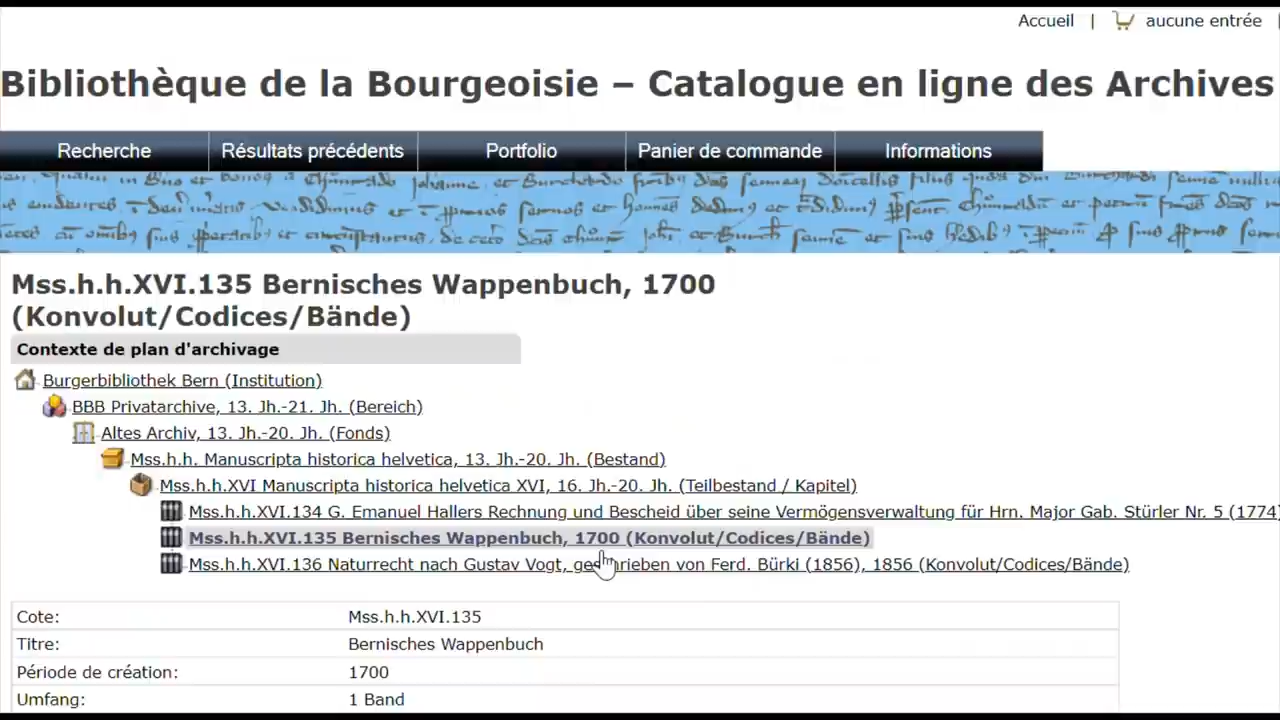 Accueil | aucune entrée |
Bibliothèque de la Bourgeoisie – Catalogue en ligne des Archives
Recherche Résultats précédents Portfolio Panier de commande Informations
Mss.h.h.XVI.135 Bernisches Wappenbuch, 1700
(Konvolut/Codices/Bände)
Contexte de plan d'archivage
Burgerbibliothek Bern (Institution)
BBB Privatarchive, 13. Jh.-21. Jh. (Bereich)
Altes Archiv, 13. Jh.-20. Jh. (Fonds)
Mss.h.h. Manuscripta historica helvetica, 13. Jh.-20. Jh. (Bestand)
Mss.h.h.XVI Manuscripta historica helvetica XVI, 16. Jh.-20. Jh. (Teilbestand / Kapitel)
Mss.h.h.XVI.134 G. Emanuel Hallers Rechnung und Bescheid über seine Vermögensverwaltung für Hrn. Major Gab. Stürler Nr. 5 (1774)
Mss.h.h.XVI.135 Bernisches Wappenbuch, 1700 (Konvolut/Codices/Bände)
Mss.h.h.XVI.136 Naturrecht nach Gustav Vogt, geschrieben von Ferd. Bürki (1856), 1856 (Konvolut/Codices/Bände)
Cote: Mss.h.h.XVI.135
Titre: Bernisches Wappenbuch
Période de création: 1700
Umfang: 1 Band